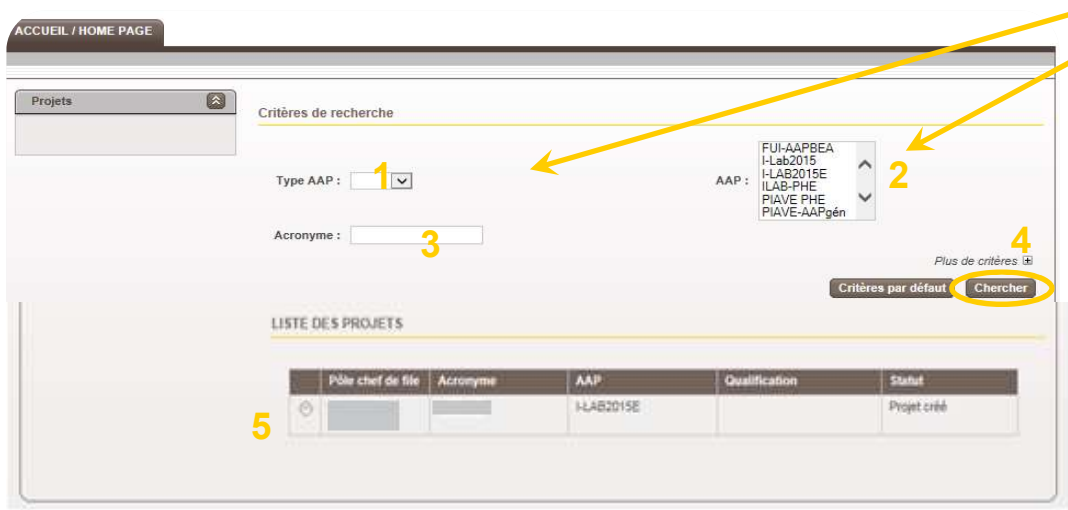 ACCUEIL / HOME PAGE
Projets
Critères de recherche
Type AAP :
1
AAP :
FUI-AAPBEA
I-Lab2015
I-LAB2015E
ILAB-PHE
PIAVE PHE
PIAVE-AAPgén
2
Acronyme :
3
4
Plus de critères
Critères par défaut
Chercher
LISTE DES PROJETS
Pôle chef de file Acronyme AAP Qualification Statut
I-LAB2015E Projet créé
5